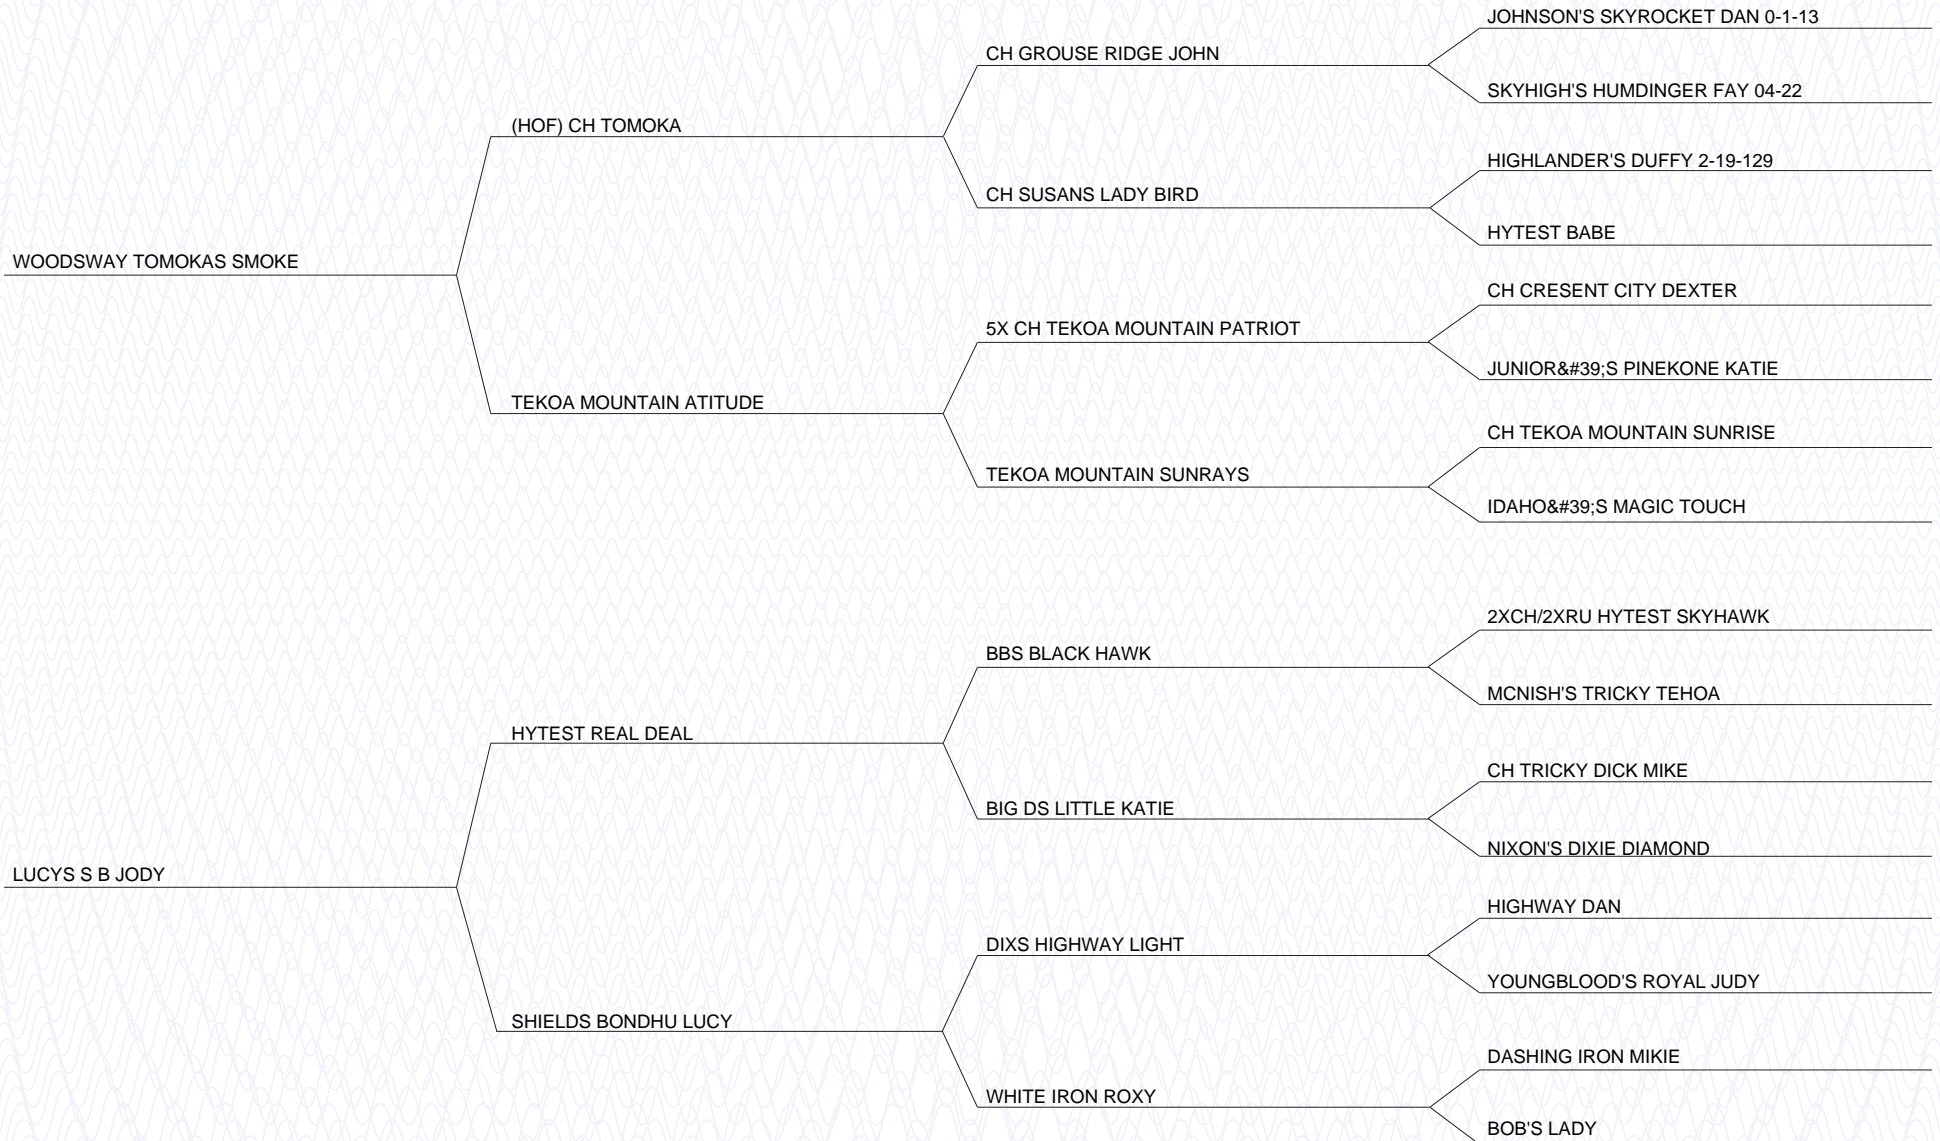 JOHNSON'S SKYROCKET DAN 0-1-13
CH GROUSE RIDGE JOHN
SKYHIGH'S HUMDINGER FAY 04-22
(HOF) CH TOMOKA
HIGHLANDER'S DUFFY 2-19-129
CH SUSANS LADY BIRD
HYTEST BABE
WOODSWAY TOMOKAS SMOKE
CH CRESENT CITY DEXTER
5X CH TEKOA MOUNTAIN PATRIOT
JUNIOR&#39;S PINEKONE KATIE
TEKOA MOUNTAIN ATITUDE
CH TEKOA MOUNTAIN SUNRISE
TEKOA MOUNTAIN SUNRAYS
IDAHO&#39;S MAGIC TOUCH
2XCH/2XRU HYTEST SKYHAWK
BBS BLACK HAWK
MCNISH'S TRICKY TEHOA
HYTEST REAL DEAL
CH TRICKY DICK MIKE
BIG DS LITTLE KATIE
NIXON'S DIXIE DIAMOND
LUCYS S B JODY
HIGHWAY DAN
DIXS HIGHWAY LIGHT
YOUNGBLOOD'S ROYAL JUDY
SHIELDS BONDHU LUCY
DASHING IRON MIKIE
WHITE IRON ROXY
BOB'S LADY